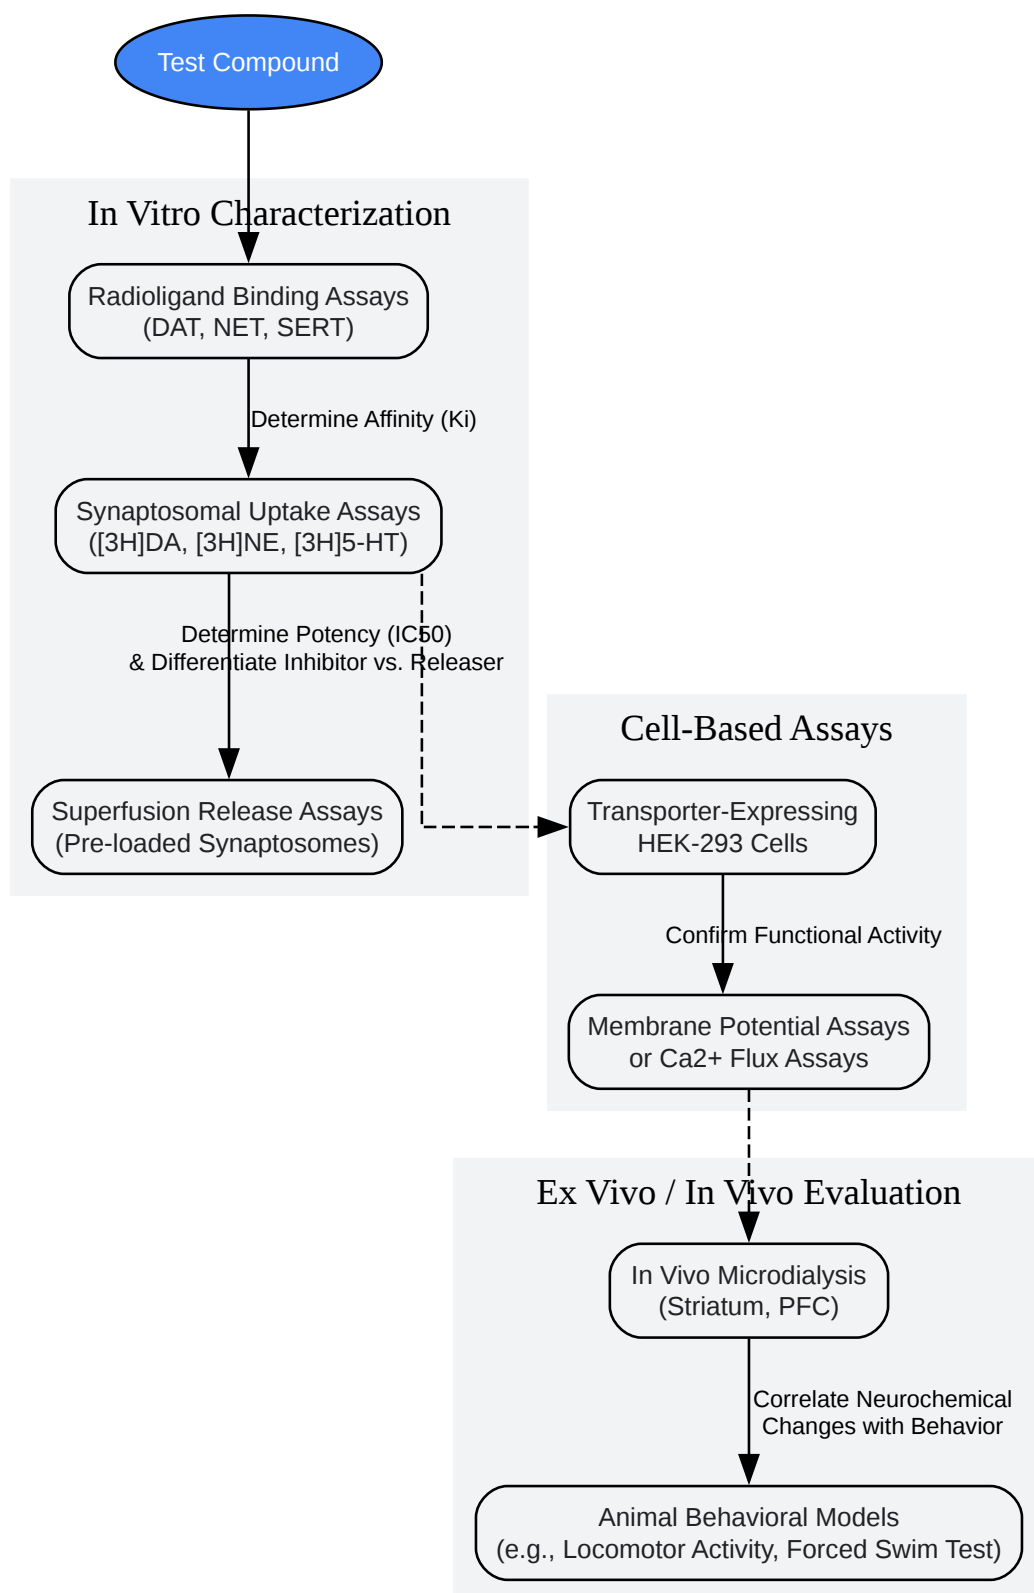 Test Compound
In Vitro Characterization
Radioligand Binding Assays
(DAT, NET, SERT)
Determine Affinity (Ki)
Synaptosomal Uptake Assays
([3H]DA, [3H]NE, [3H]5-HT)
Determine Potency (IC50)
& Differentiate Inhibitor vs. Releaser
Superfusion Release Assays
(Pre-loaded Synaptosomes)
Cell-Based Assays
Transporter-Expressing
HEK-293 Cells
Confirm Functional Activity
Membrane Potential Assays
or Ca2+ Flux Assays
Ex Vivo / In Vivo Evaluation
In Vivo Microdialysis
(Striatum, PFC)
Correlate Neurochemical
Changes with Behavior
Animal Behavioral Models
(e.g., Locomotor Activity, Forced Swim Test)